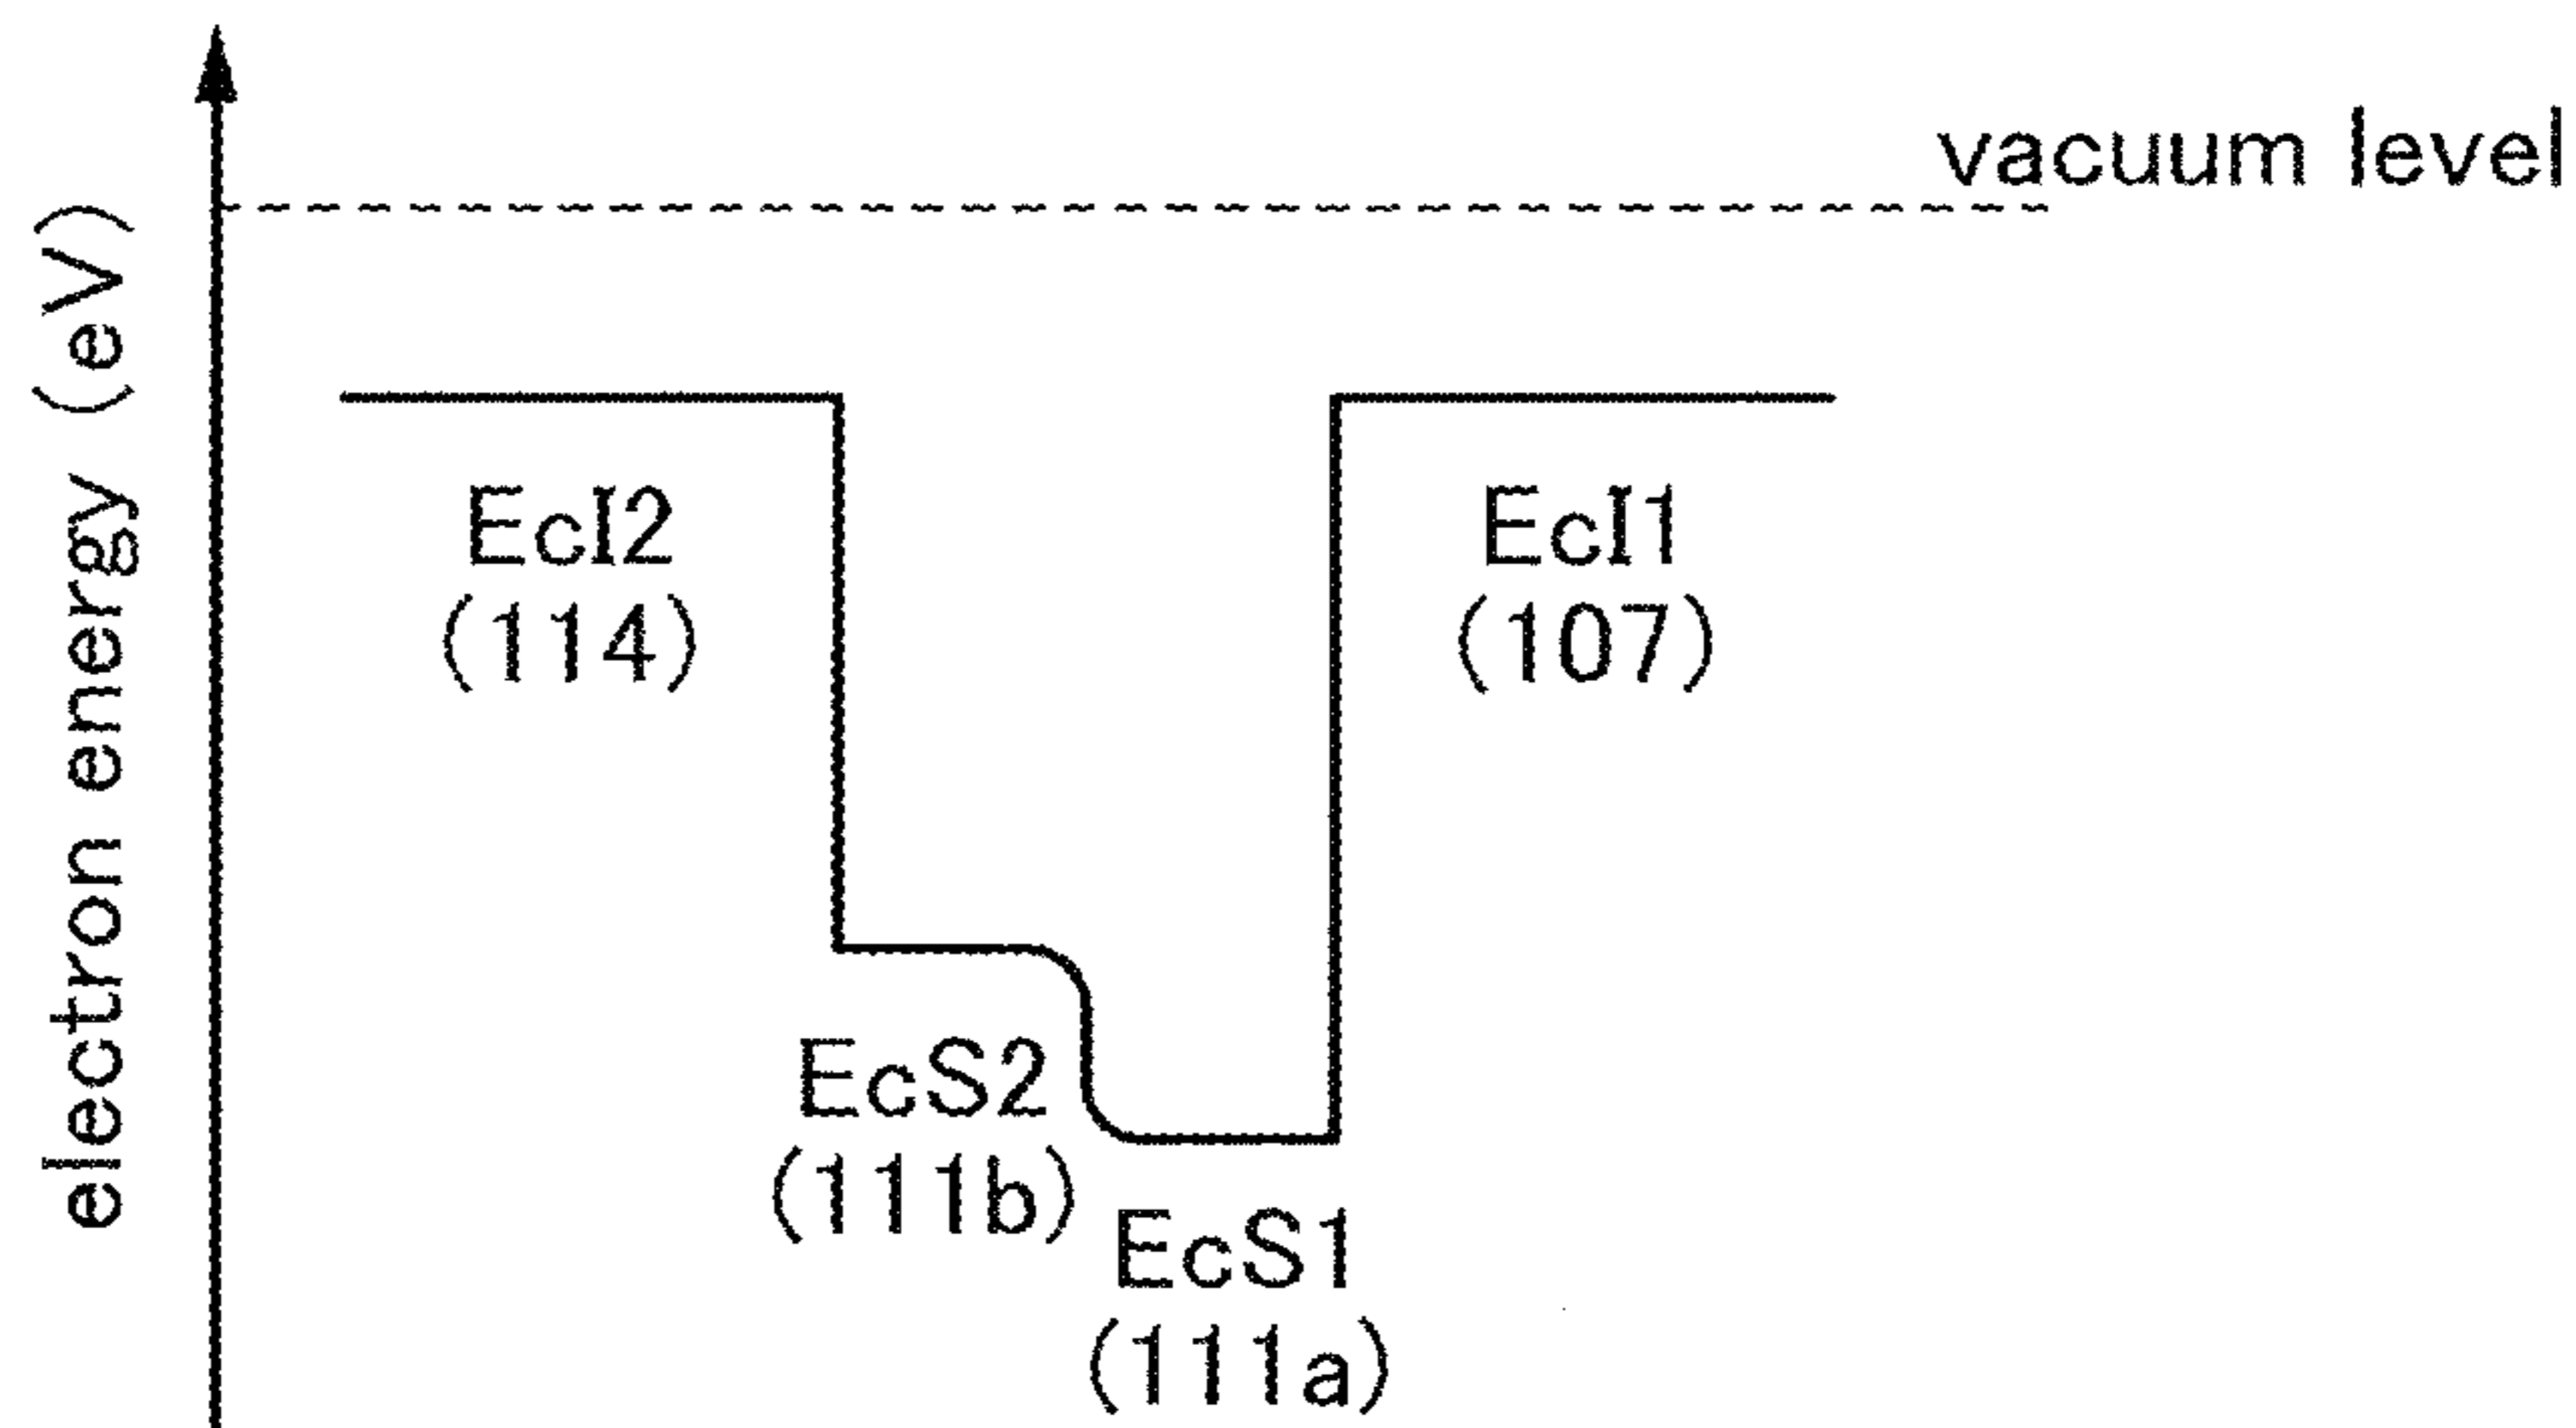 vacuum level
electron energy (eV)
EcI2
(114)
EcI1
(107)
EcS2
(111b)
EcS1
(111a)